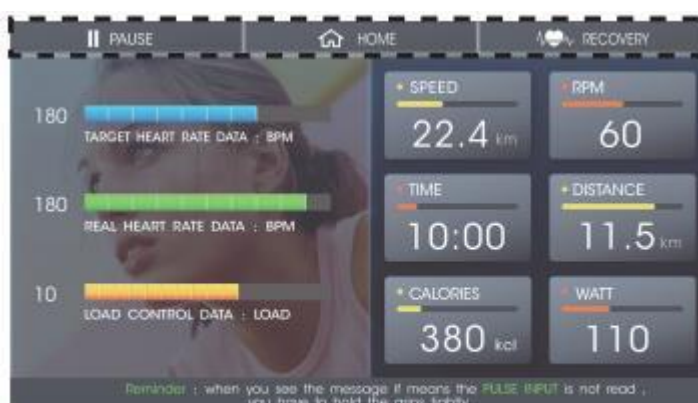 PAUSE
HOME
RECOVERY
180
TARGET HEART RATE DATA : BPM
180
REAL HEART RATE DATA : BPM
10
LOAD CONTROL DATA : LOAD
SPEED
22.4 km
RPM
60
TIME
10:00
DISTANCE
11.5 km
CALORIES
380 kcl
WATT
110
Reminder : when you see the message it means the PULSE INPUT is not read ,
you have to hold the grips tightly